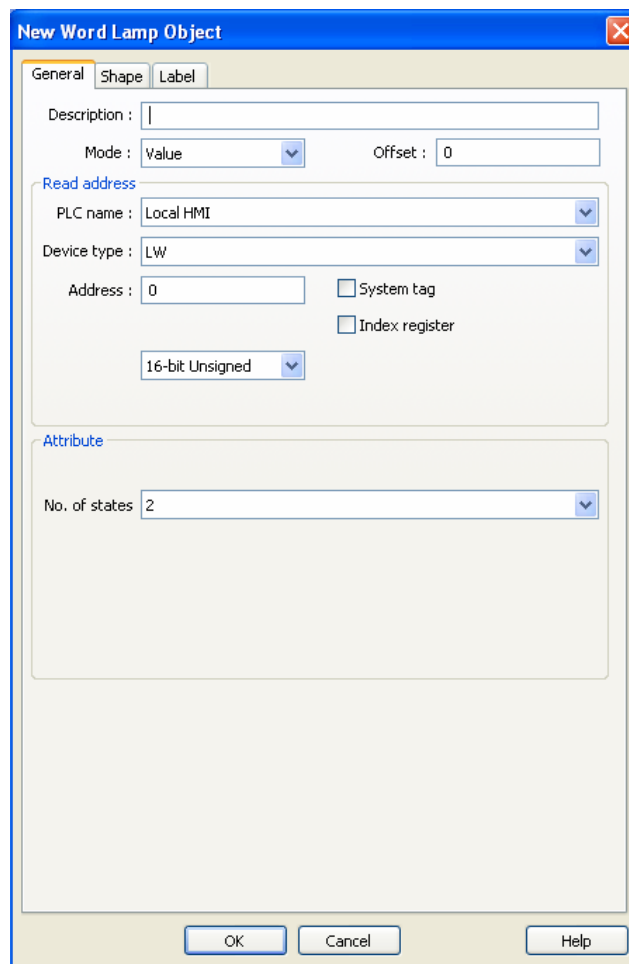 New Word Lamp Object
General Shape Label
Description :
Mode : Value Offset : 0
Read address
PLC name : Local HMI
Device type : LW
Address : 0 System tag
Index register
16-bit Unsigned
Attribute
No. of states 2
OK Cancel Help